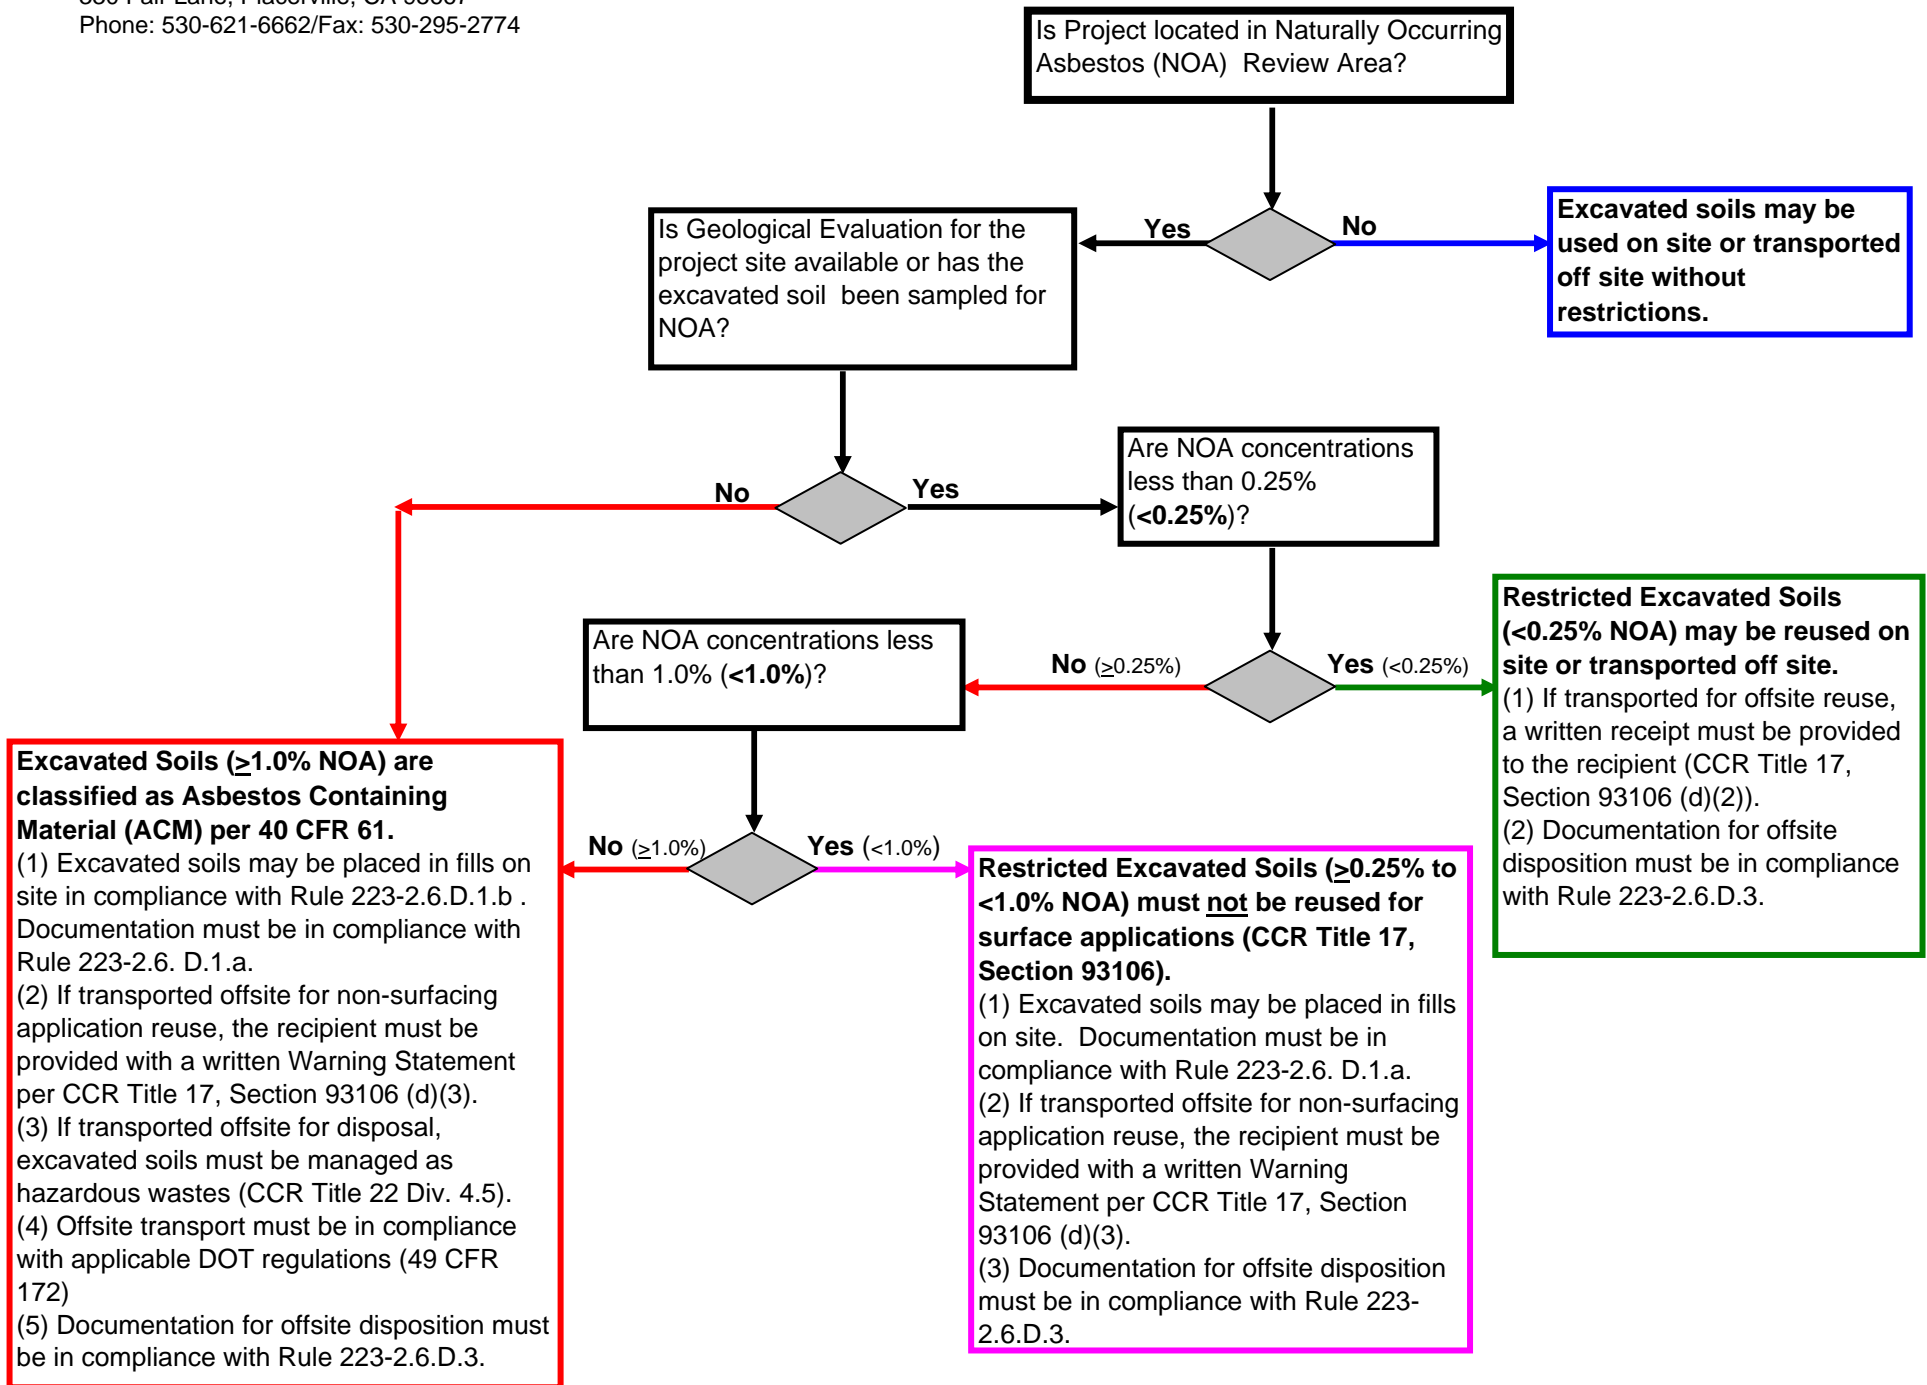 Phone: 530-621-6662/Fax: 530-295-2774
Is Project located in Naturally Occurring
Asbestos (NOA)  Review Area?
Yes
No
Excavated soils may be
used on site or transported
off site without
restrictions.
Is Geological Evaluation for the
project site available or has the
excavated soil  been sampled for
NOA?
No
Yes
Are NOA concentrations
less than 0.25%
(<0.25%)?
No (≥0.25%)
Yes (<0.25%)
Restricted Excavated Soils
(<0.25% NOA) may be reused on
site or transported off site.
(1) If transported for offsite reuse,
a written receipt must be provided
to the recipient (CCR Title 17,
Section 93106 (d)(2)).
(2) Documentation for offsite
disposition must be in compliance
with Rule 223-2.6.D.3.
Are NOA concentrations less
than 1.0% (<1.0%)?
No (≥1.0%)
Yes (<1.0%)
Excavated Soils (≥1.0% NOA) are
classified as Asbestos Containing
Material (ACM) per 40 CFR 61.
(1) Excavated soils may be placed in fills on
site in compliance with Rule 223-2.6.D.1.b .
Documentation must be in compliance with
Rule 223-2.6. D.1.a.
(2) If transported offsite for non-surfacing
application reuse, the recipient must be
provided with a written Warning Statement
per CCR Title 17, Section 93106 (d)(3).
(3) If transported offsite for disposal,
excavated soils must be managed as
hazardous wastes (CCR Title 22 Div. 4.5).
(4) Offsite transport must be in compliance
with applicable DOT regulations (49 CFR
172)
(5) Documentation for offsite disposition must
be in compliance with Rule 223-2.6.D.3.
Restricted Excavated Soils (≥0.25% to
<1.0% NOA) must not be reused for
surface applications (CCR Title 17,
Section 93106).
(1) Excavated soils may be placed in fills
on site.  Documentation must be in
compliance with Rule 223-2.6. D.1.a.
(2) If transported offsite for non-surfacing
application reuse, the recipient must be
provided with a written Warning
Statement per CCR Title 17, Section
93106 (d)(3).
(3) Documentation for offsite disposition
must be in compliance with Rule 223-
2.6.D.3.